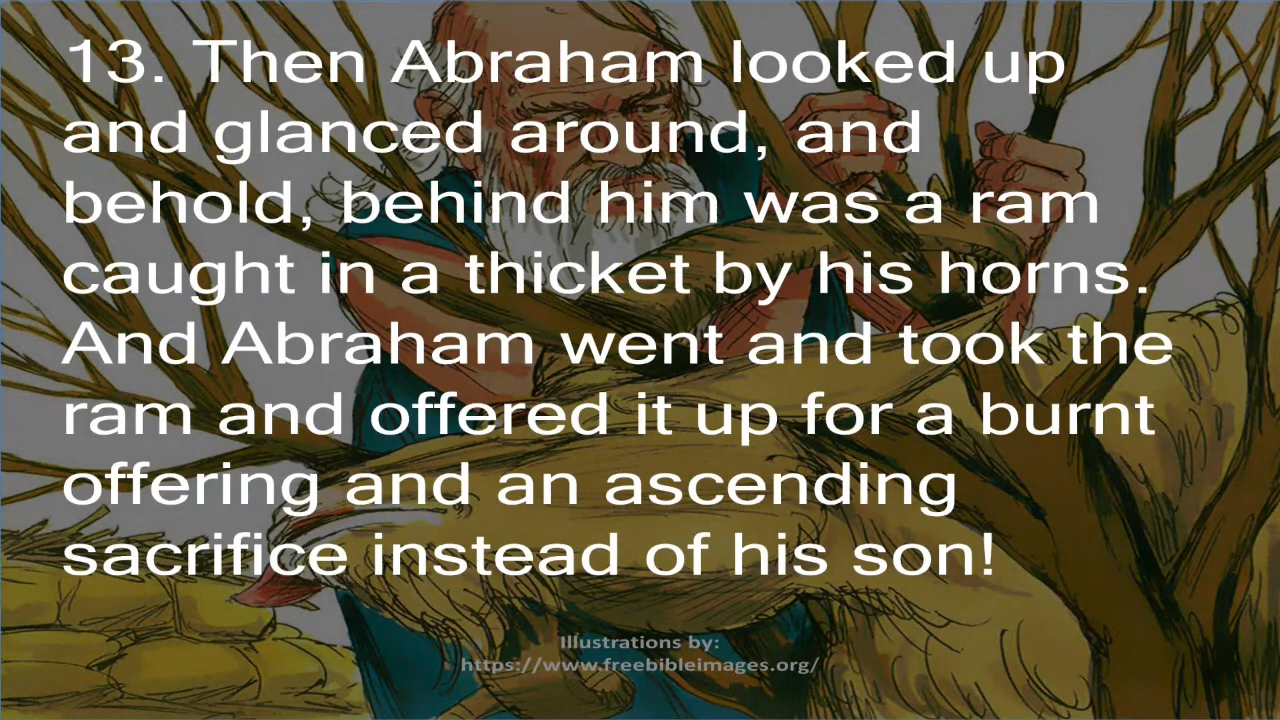 13. Then Abraham looked up
and glanced around, and
behold, behind him was a ram
caught in a thicket by his horns.
And Abraham went and took the
ram and offered it up for a burnt
offering and an ascending
sacrifice instead of his son!
Illustrations by:
https://www.freebibleimages.org/